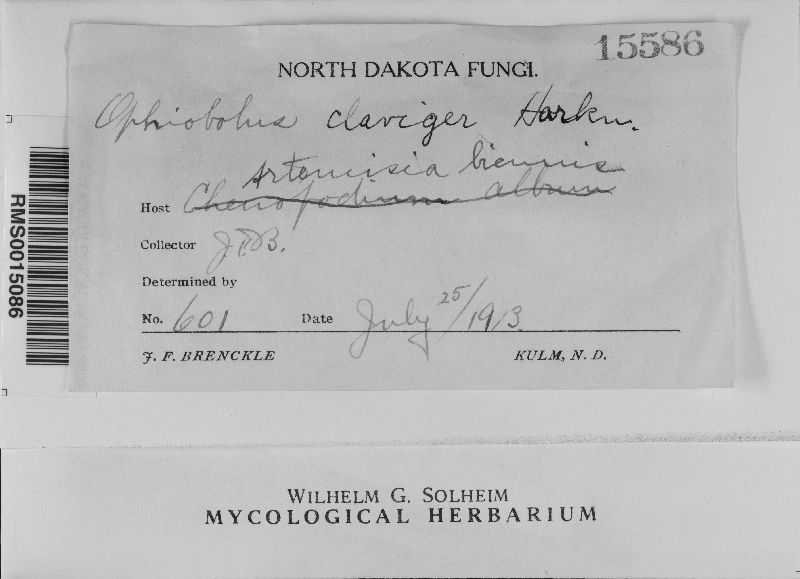 15586
NORTH DAKOTA FUNGI.
Ophiobolus claviger Harkn.
Artemisia biennis
Host Chenopodium album
Collector J.F.B.
Determined by
No. 601 Date July 25/1913
J. F. BRENCKLE KULM, N. D.
RMS0015086
WILHELM G. SOLHEIM
MYCOLOGICAL HERBARIUM